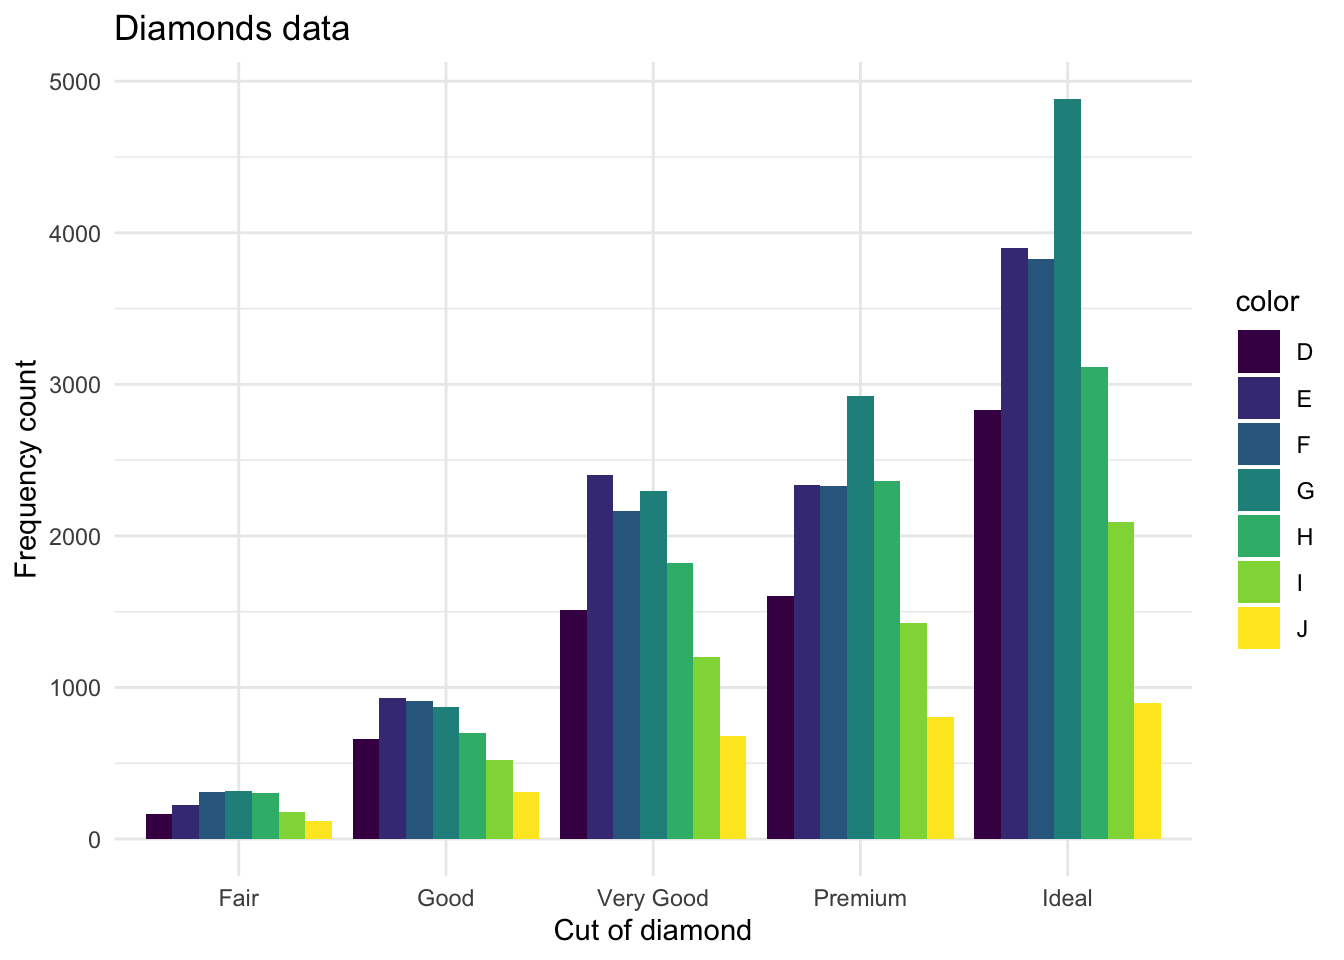 Diamonds data
5000
4000
3000
2000
1000
0
Frequency count
Fair Good Very Good Premium Ideal
Cut of diamond
color
D
E
F
G
H
I
J